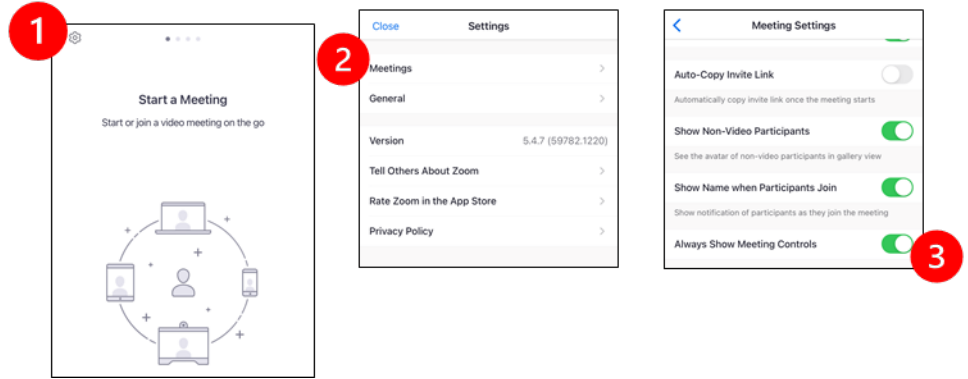 1
Start a Meeting
Start or join a video meeting on the go
2
Close Settings
Meetings
General
Version 5.4.7 (59782.1220)
Tell Others About Zoom
Rate Zoom in the App Store
Privacy Policy
Meeting Settings
Auto-Copy Invite Link
Automatically copy invite link once the meeting starts
Show Non-Video Participants
See the avatar of non-video participants in gallery view
Show Name when Participants Join
Show notification of participants as they join the meeting
Always Show Meeting Controls
3